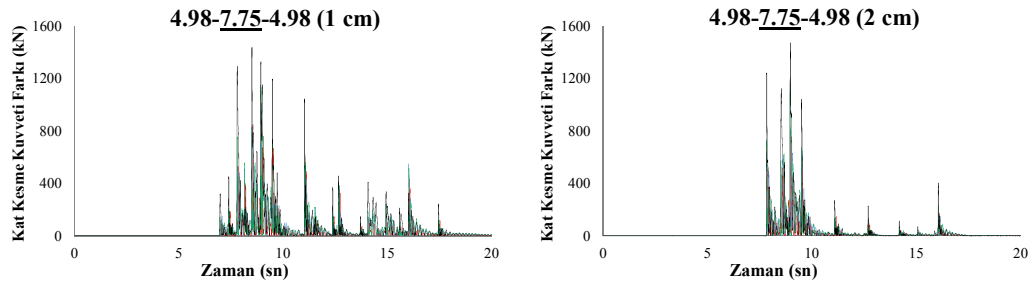 4.98-7.75-4.98 (1 cm)
Kat Kesme Kuvveti Farkı (kN)
1600
1200
800
400
0
0 5 10 15 20
Zaman (sn)
4.98-7.75-4.98 (2 cm)
Kat Kesme Kuvveti Farkı (kN)
1600
1200
800
400
0
0 5 10 15 20
Zaman (sn)